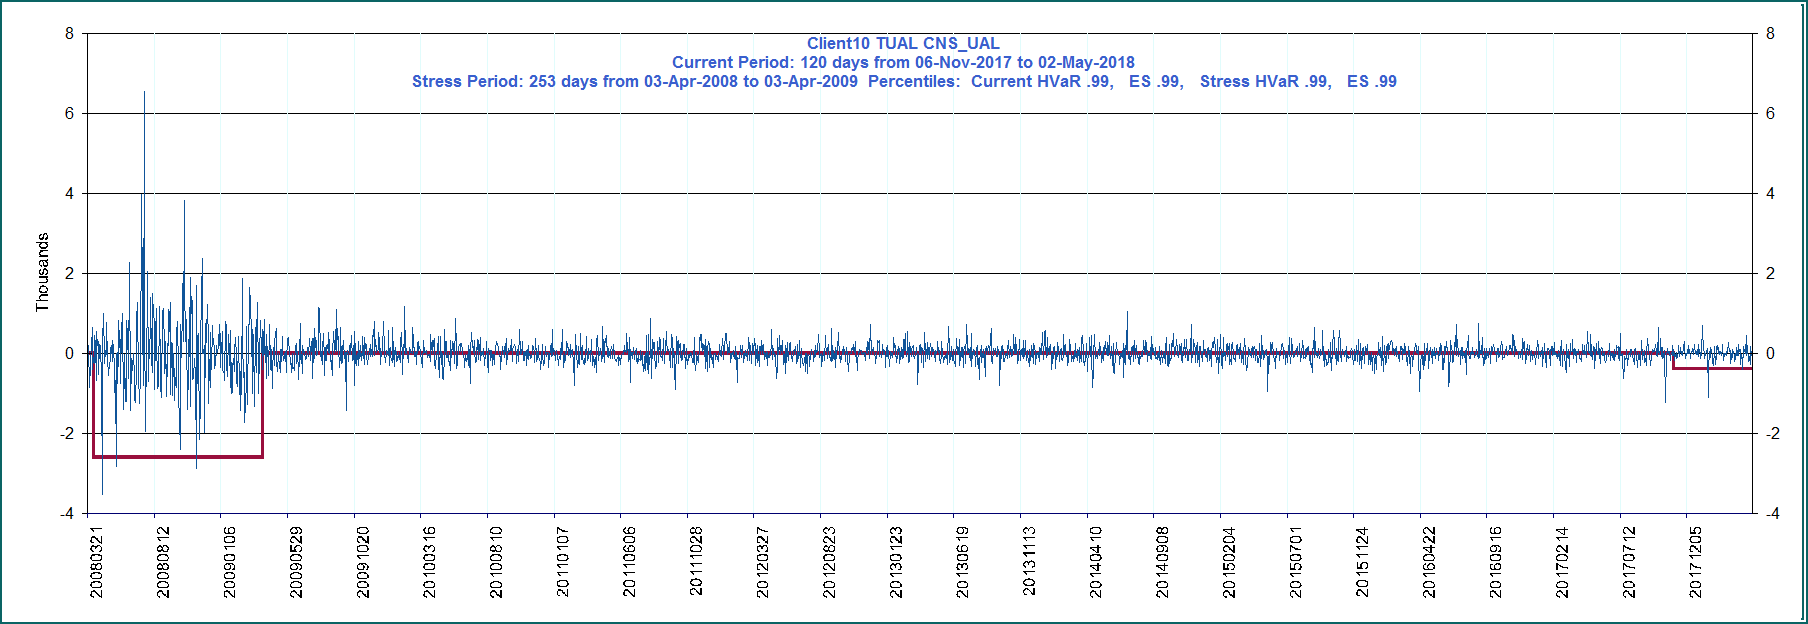 Client10 TUAL CNS_UAL
Current Period: 120 days from 06-Nov-2017 to 02-May-2018
Stress Period: 253 days from 03-Apr-2008 to 03-Apr-2009 Percentiles: Current HVaR .99, ES .99, Stress HVaR .99, ES .99
8 8
6 6
4 4
2 2
0 0
-2 -2
-4 -4
Thousands
20080321 20080812 20090106 20090529 20091020 20100316 20100810 20110107 20110606 20111028 20120327 20120823 20130123 20130619 20131113 20140410 20140908 20150204 20150701 20151124 20160422 20160916 20170214 20170712 20171205